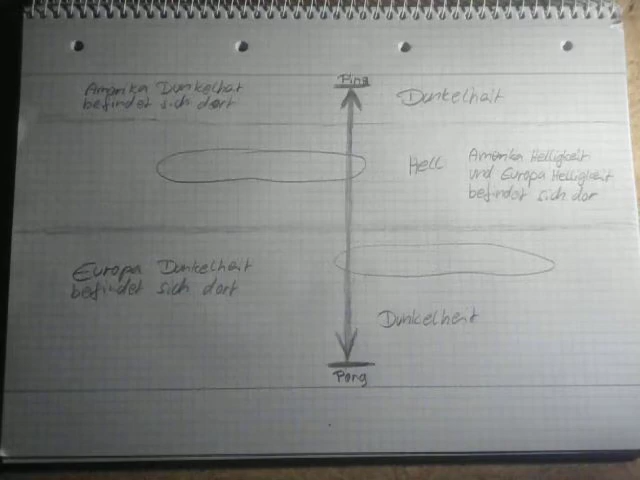 Ping
Amerika Dunkelheit
befindet sich dort
Dunkelheit
Hell
Amerika Helligkeit
und Europa Helligkeit
befindet sich dor
Europa Dunkelheit
befindet sich dort
Dunkelheit
Pong